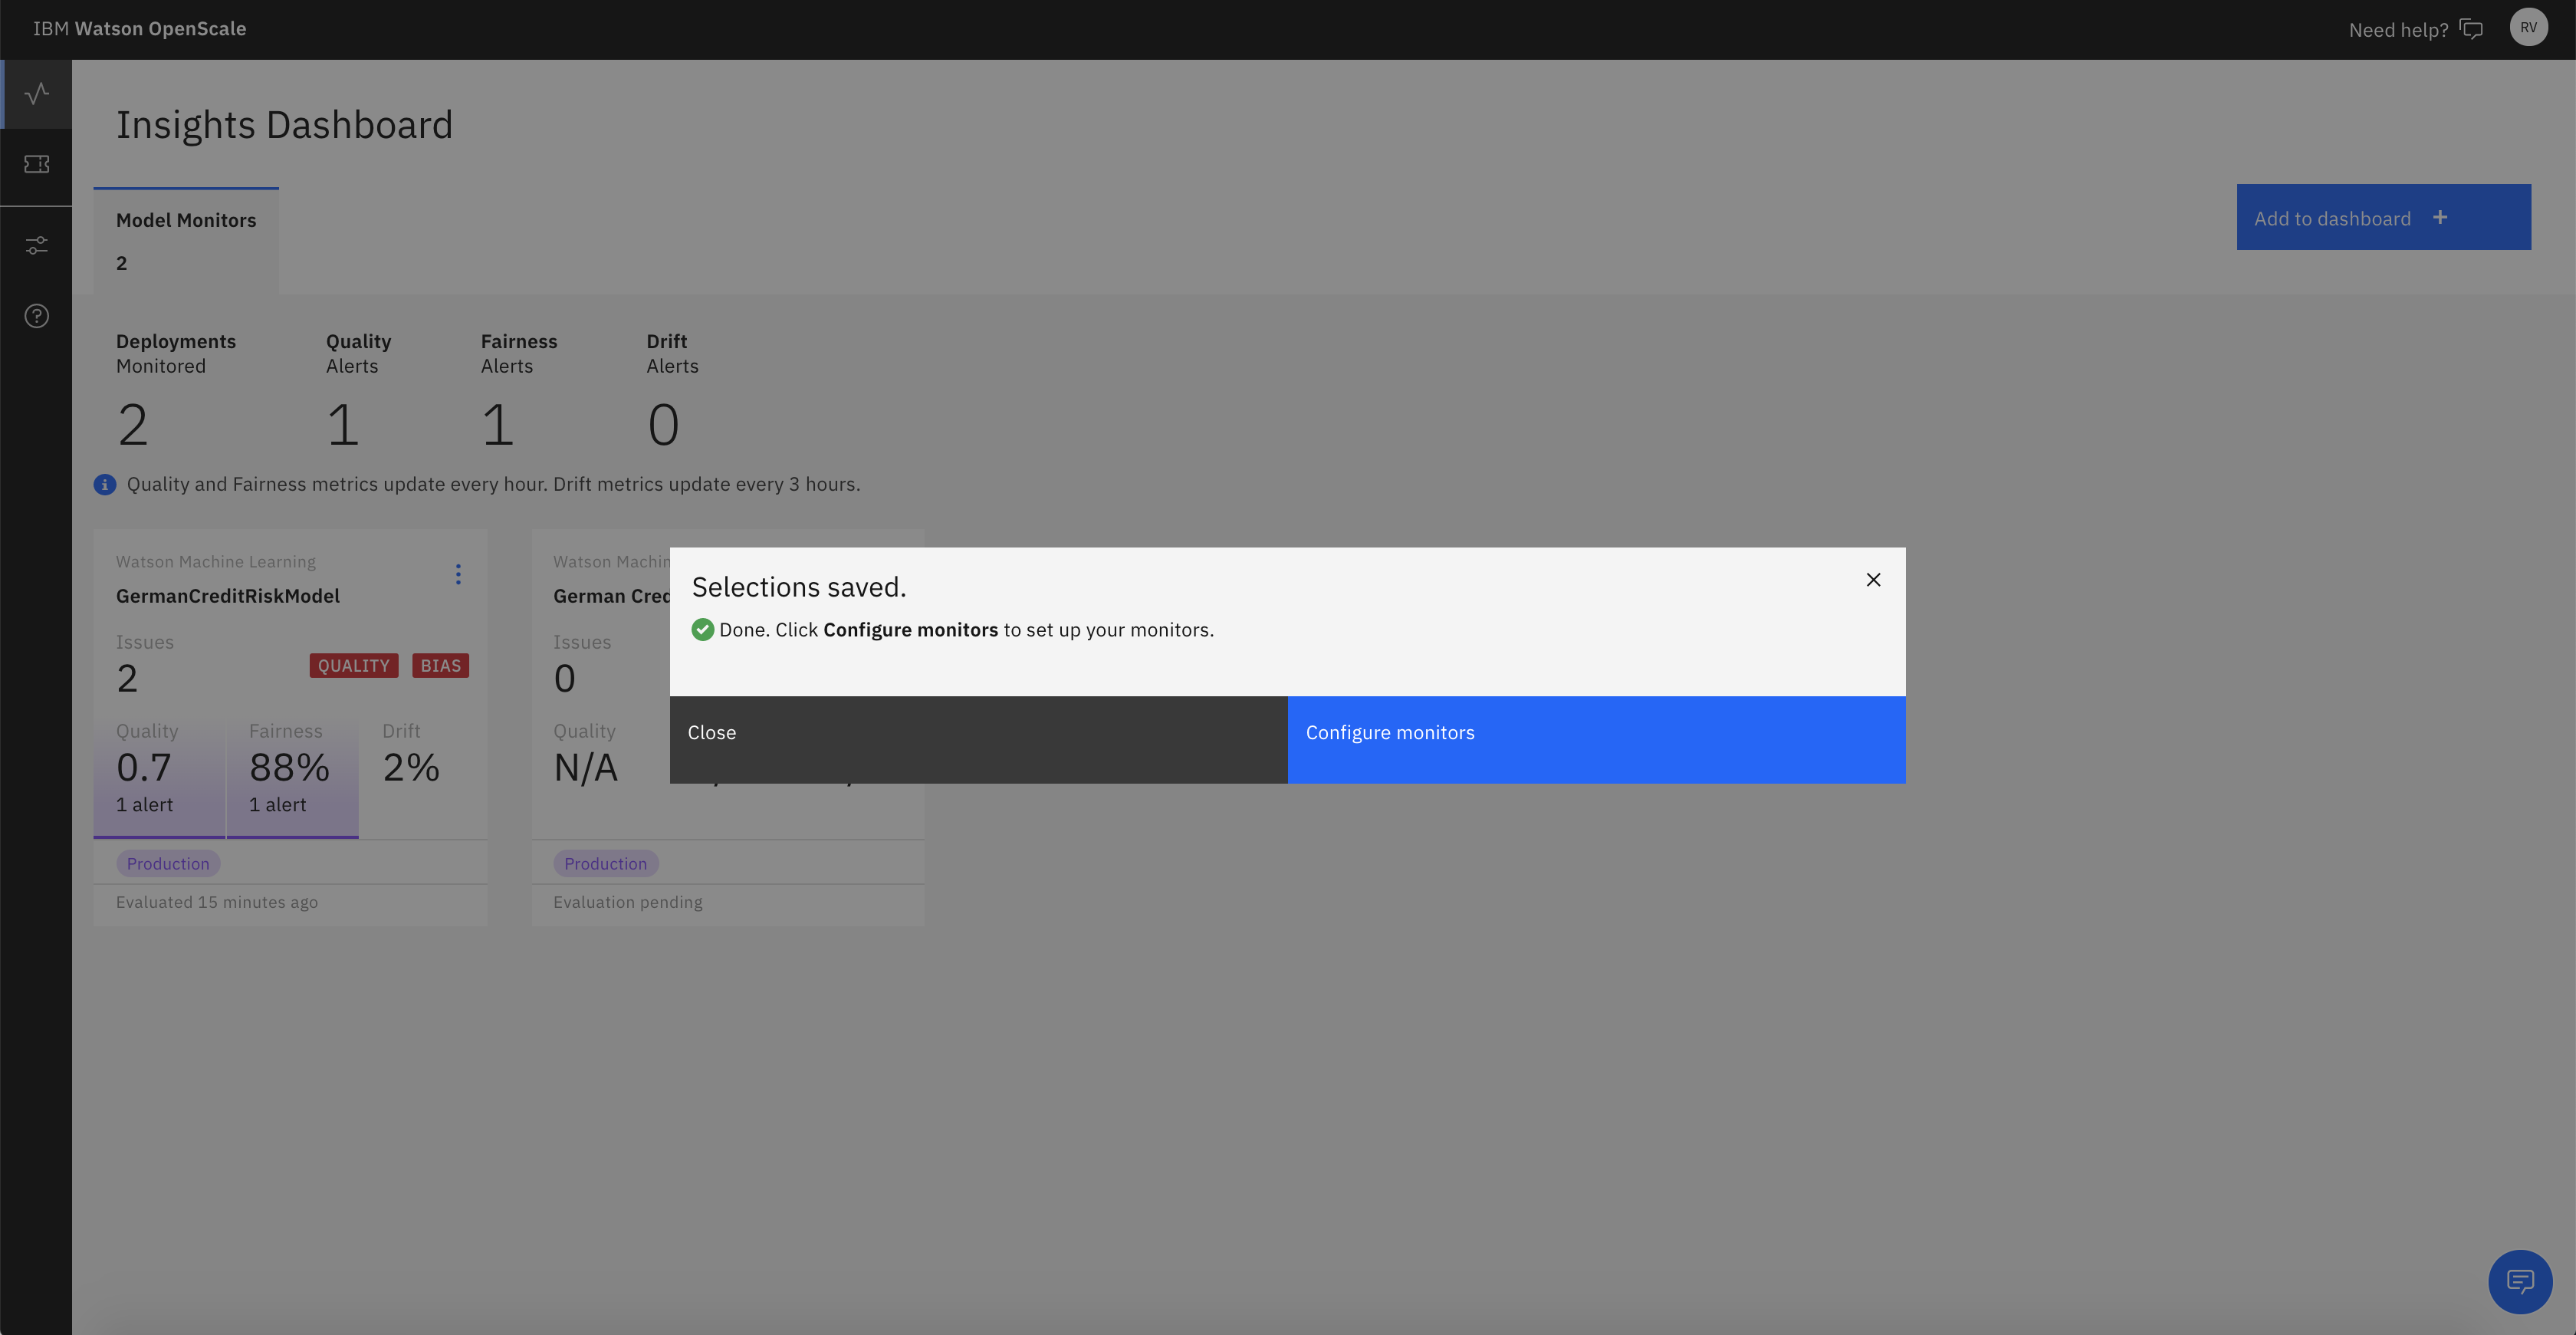 IBM Watson OpenScale
Need help?
RV
Insights Dashboard
Model Monitors
2
Add to dashboard +
Deployments
Monitored
2
Quality
Alerts
1
Fairness
Alerts
1
Drift
Alerts
0
Quality and Fairness metrics update every hour. Drift metrics update every 3 hours.
Watson Machine Learning
GermanCreditRiskModel
Issues
2
QUALITY BIAS
Quality
0.7
1 alert
Fairness
88%
1 alert
Drift
2%
Production
Evaluated 15 minutes ago
Watson Machin
German Cred
Issues
0
Quality
N/A
Production
Evaluation pending
Selections saved.
Done. Click Configure monitors to set up your monitors.
Close
Configure monitors